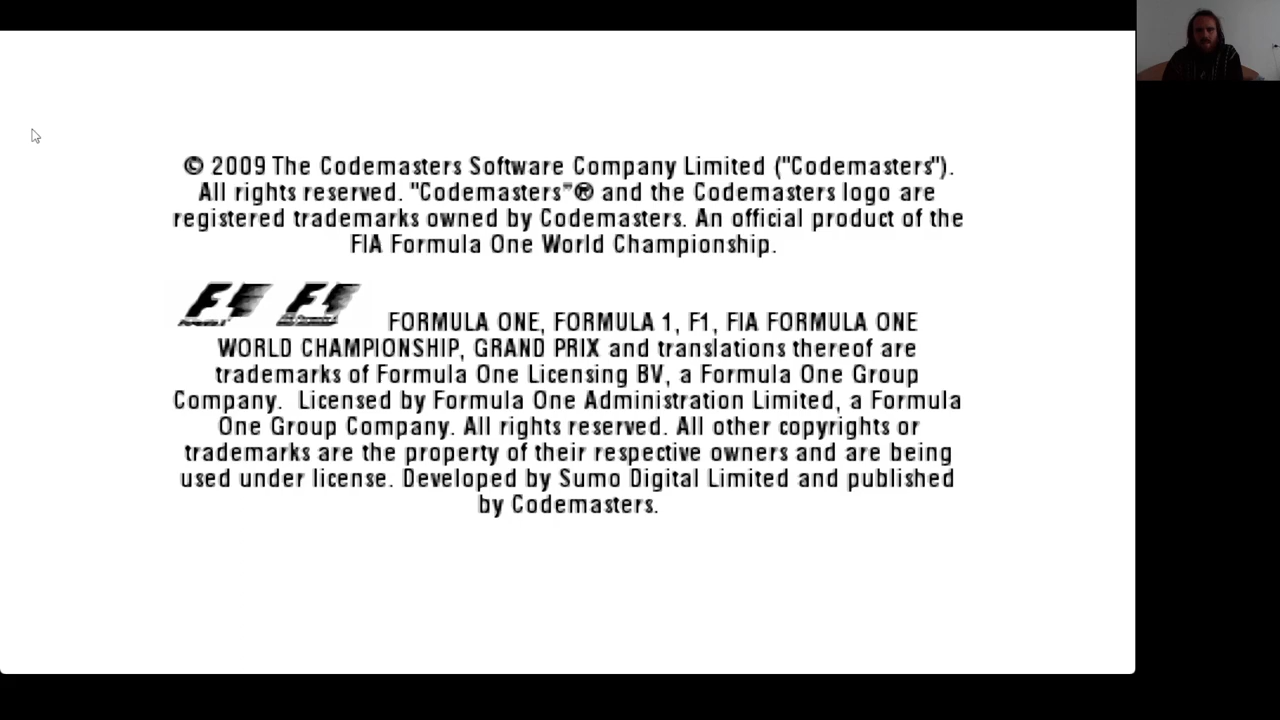 © 2009 The Codemasters Software Company Limited ("Codemasters").
All rights reserved. "Codemasters"® and the Codemasters logo are
registered trademarks owned by Codemasters. An official product of the
FIA Formula One World Championship.
F1 F1 FORMULA ONE, FORMULA 1, F1, FIA FORMULA ONE
WORLD CHAMPIONSHIP, GRAND PRIX and translations thereof are
trademarks of Formula One Licensing BV, a Formula One Group
Company. Licensed by Formula One Administration Limited, a Formula
One Group Company. All rights reserved. All other copyrights or
trademarks are the property of their respective owners and are being
used under license. Developed by Sumo Digital Limited and published
by Codemasters.